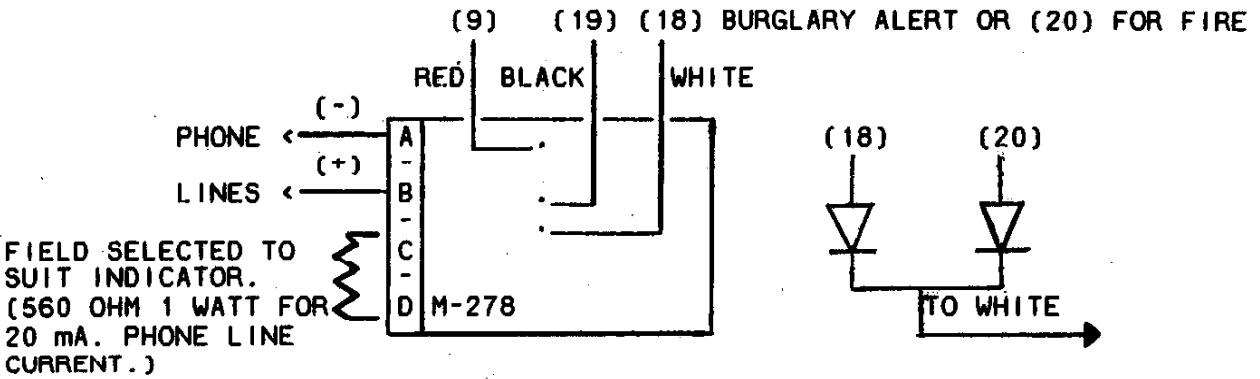 (9) (19) (18) BURGLARY ALERT OR (20) FOR FIRE
RED BLACK WHITE
(-)
PHONE < A
-
(+)
LINES < B
-
C
-
D M-278
FIELD SELECTED TO
SUIT INDICATOR.
(560 OHM 1 WATT FOR
20 mA. PHONE LINE
CURRENT.)
(18) (20)
TO WHITE